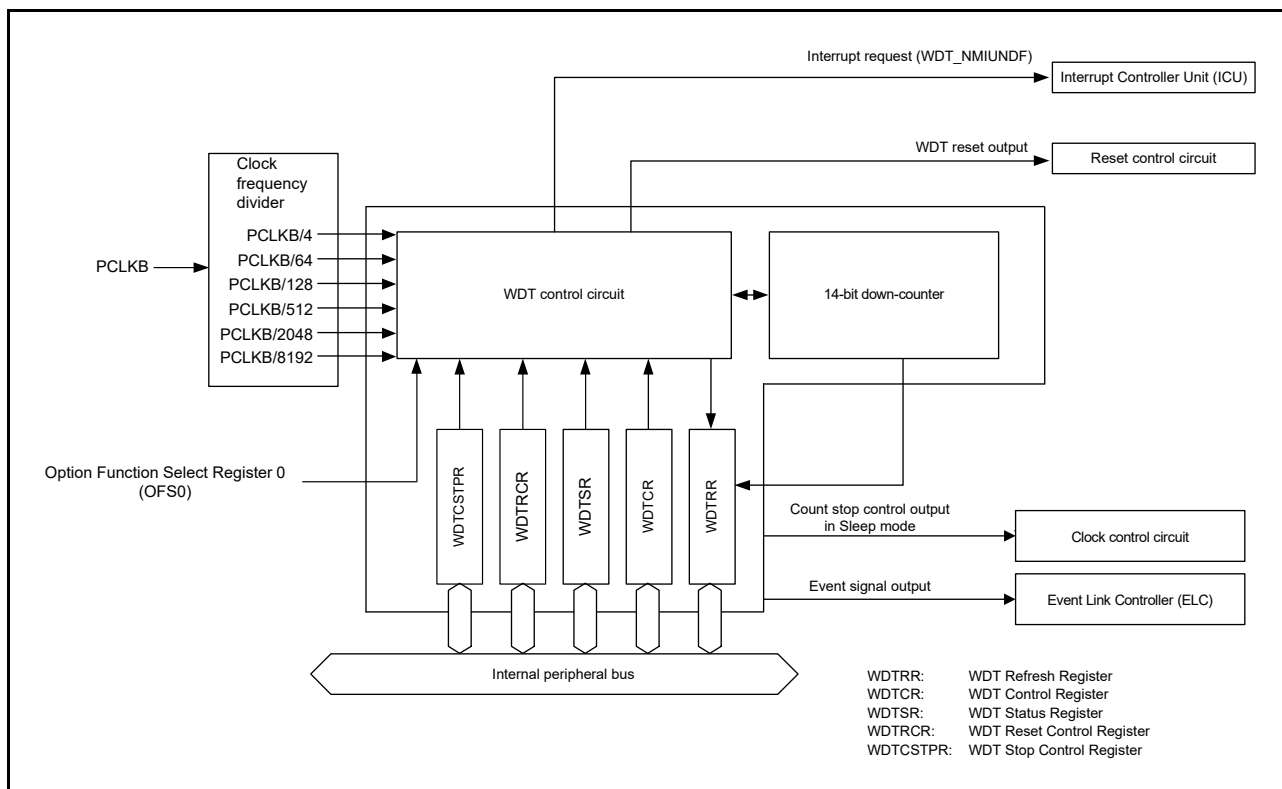 Interrupt request (WDT_NMIUNDF)
Interrupt Controller Unit (ICU)
WDT reset output
Reset control circuit
Clock
frequency
divider
PCLKB
PCLKB/4
PCLKB/64
PCLKB/128
PCLKB/512
PCLKB/2048
PCLKB/8192
WDT control circuit
14-bit down-counter
Option Function Select Register 0
(OFS0)
WDTCSTPR
WDTRCR
WDTSR
WDTCR
WDTRR
Count stop control output
in Sleep mode
Clock control circuit
Event signal output
Event Link Controller (ELC)
Internal peripheral bus
WDTRR: WDT Refresh Register
WDTCR: WDT Control Register
WDTSR: WDT Status Register
WDTRCR: WDT Reset Control Register
WDTCSTPR: WDT Stop Control Register